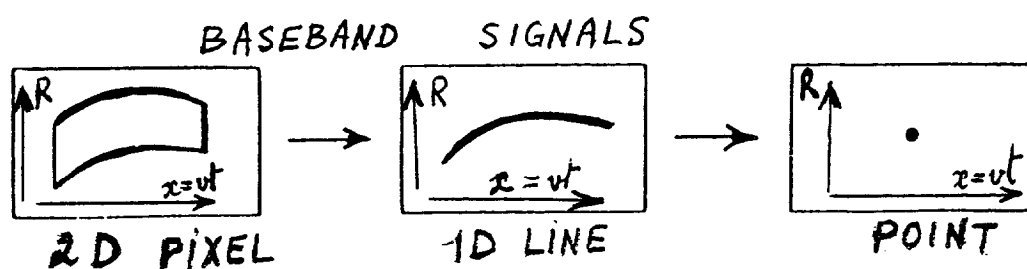 BASEBAND SIGNALS
R
x=vt
2D PIXEL
R
x=vt
1D LINE
R
x=vt
POINT